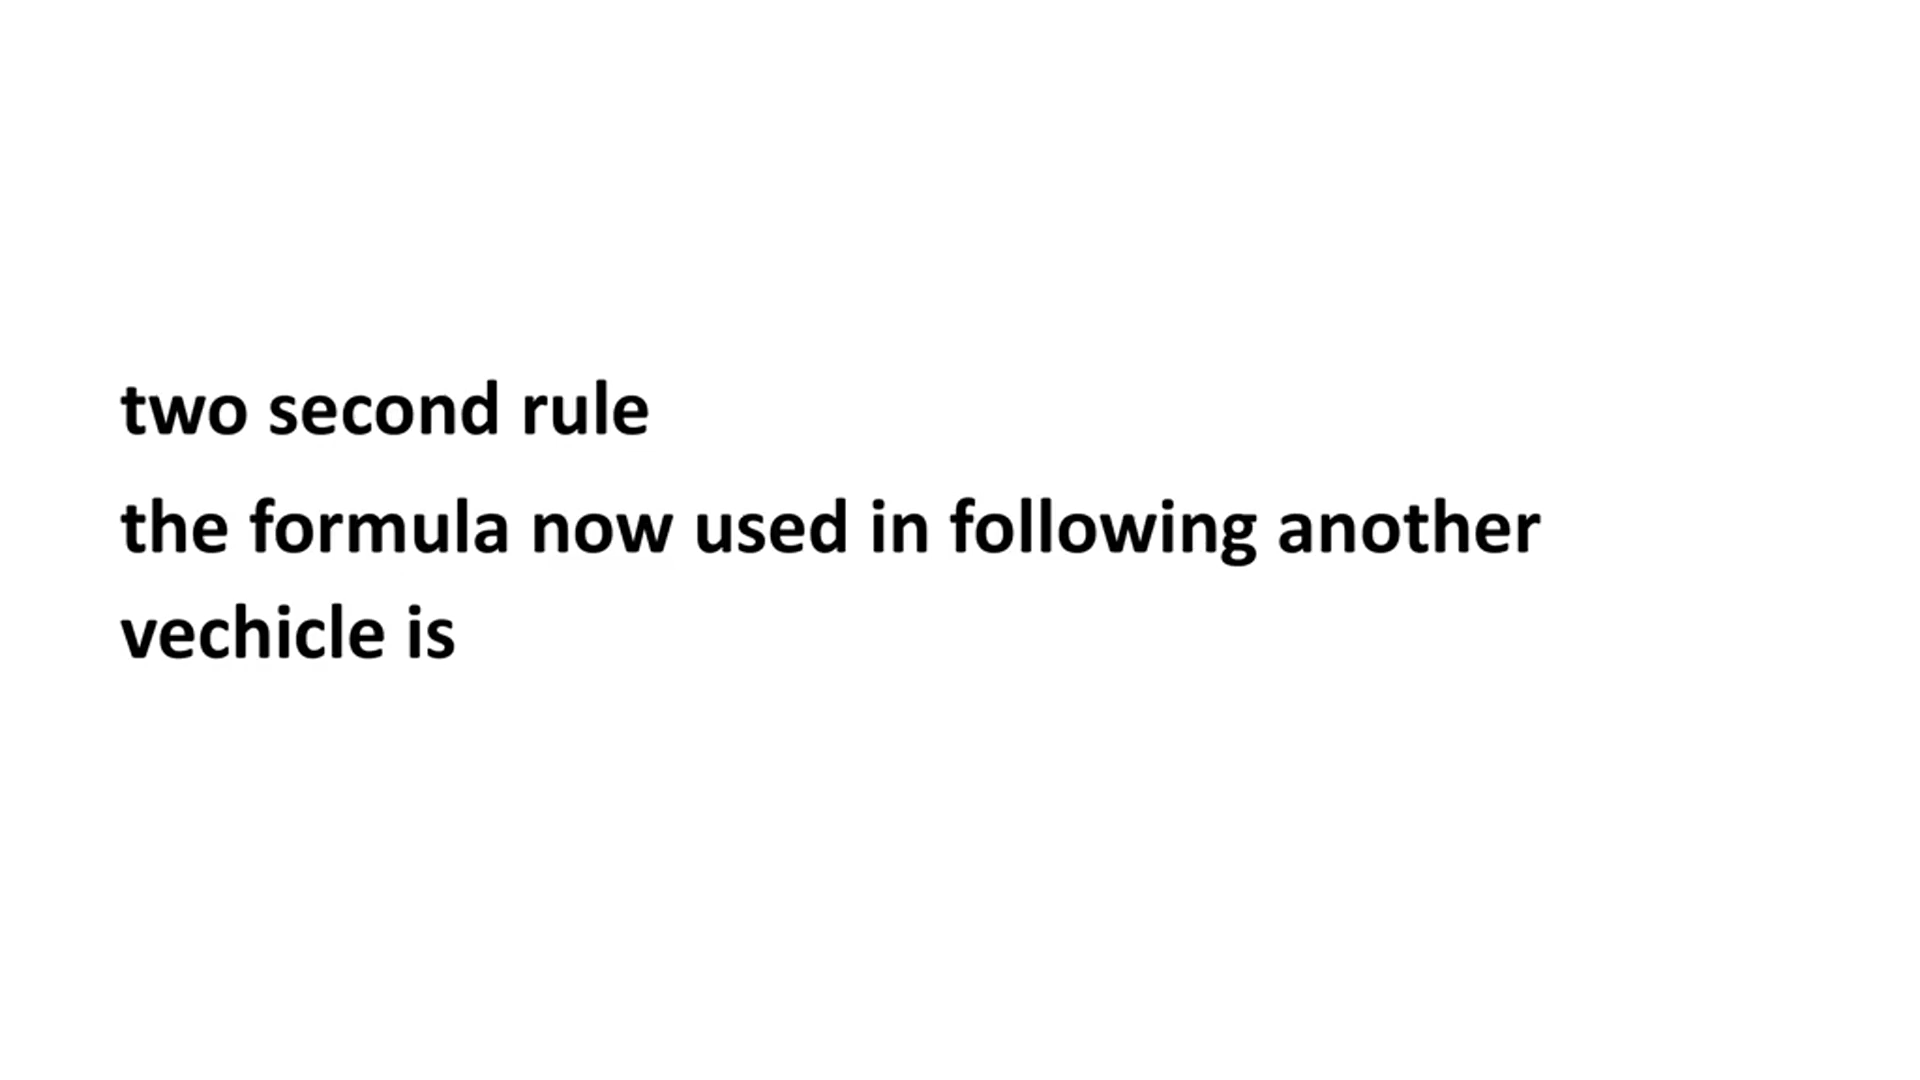 two second rule
the formula now used in following another
vechicle is